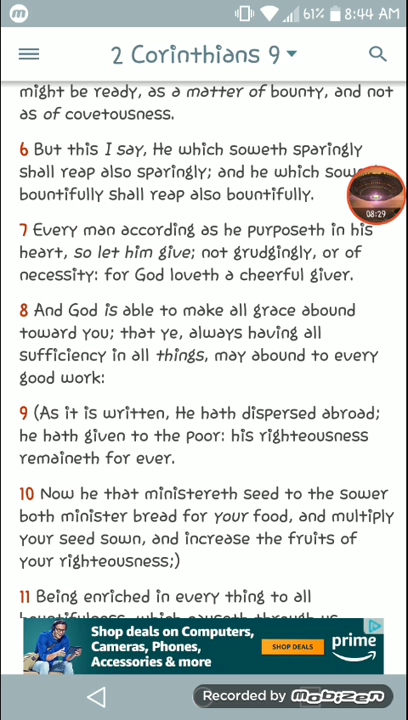 61% 8:44 AM
2 Corinthians 9
might be ready, as a matter of bounty, and not
as of covetousness.
6 But this I say, He which soweth sparingly
shall reap also sparingly; and he which
bountifully shall reap also bountifully.
08:29
7 Every man according as he purposeth in his
heart, so let him give; not grudgingly, or of
necessity: for God loveth a cheerful giver.
8 And God is able to make all grace abound
toward you; that ye, always having all
sufficiency in all things, may abound to every
good work:
9 (As it is written, He hath dispersed abroad;
he hath given to the poor: his righteousness
remaineth for ever.
10 Now he that ministereth seed to the sower
both minister bread for your food, and multiply
your seed sown, and increase the fruits of
your righteousness;)
11 Being enriched in every thing to all
bountifulness, which causeth through us
Shop deals on Computers,
Cameras, Phones,
Accessories & more
SHOP DEALS
prime
Recorded by mobizen